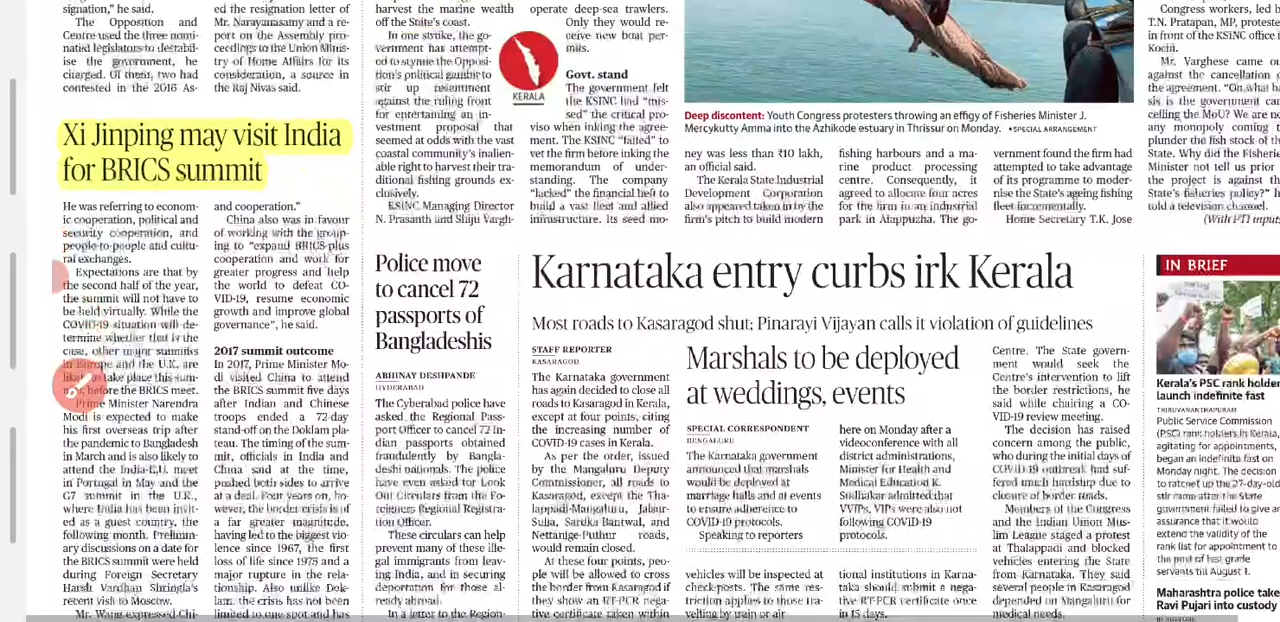 signation," he said.
The Opposition and
Centre used the three nomi-
nated legislators to destabil-
ise the government, he
charged. Of them, two had
contested in the 2016 As-
ed the resignation letter of
Mr. Narayanasamy and a re-
port on the Assembly pro-
ceedings to the Union Minis-
try of Home Affairs for its
consideration, a source in
the Raj Nivas said.
Xi Jinping may visit India
for BRICS summit
He was referring to econom-
ic cooperation, political and
security cooperation, and
people-to-people and cultu-
ral exchanges.
Expectations are that by
the second half of the year,
the summit will not have to
be held virtually. While the
COVID-19 situation will de-
termine whether that is the
case, other major summits
in Europe and the U.K. are
likely to take place this sum-
mer, before the BRICS meet.
Prime Minister Narendra
Modi is expected to make
his first overseas trip after
the pandemic to Bangladesh
in March and is also likely to
attend the India-E.U. meet
in Portugal in May and the
G7 summit in the U.K.,
where India has been invit-
ed as a guest country, the
following month. Prelimin-
ary discussions on a date for
the BRICS summit were held
during Foreign Secretary
Harsh Vardhan Shringla's
recent visit to Moscow.
Mr. Wang expressed Chi-
and cooperation."
China also was in favour
of working with the group-
ing to "expand BRICS plus
cooperation and work for
greater progress and help
the world to defeat CO-
VID-19, resume economic
growth and improve global
governance", he said.
2017 summit outcome
In 2017, Prime Minister Mo-
di visited China to attend
the BRICS summit five days
after Indian and Chinese
troops ended a 72-day
stand-off on the Doklam pla-
teau. The timing of the sum-
mit, officials in India and
China said at the time,
pushed both sides to arrive
at a deal. Four years on, ho-
wever, the border crisis is of
a far greater magnitude,
having led to the biggest vio-
lence since 1967, the first
loss of life since 1975 and a
major rupture in the rela-
tionship. Also unlike Dok-
lam, the crisis has not been
limited to one spot and has
harvest the marine wealth
off the State's coast.
In one strike, the go-
vernment has attempt-
ed to stymie the Opposi-
tion's political gambit to
stir up resentment
against the ruling front
for entertaining an in-
vestment proposal that
seemed at odds with the vast
coastal community's inalien-
able right to harvest their tra-
ditional fishing grounds ex-
clusively.
KSINC Managing Director
N. Prasanth and Shiju Vargh-
operate deep-sea trawlers.
Only they would re-
ceive new boat per-
mits.
KERALA
Govt. stand
The government felt
the KSINC had "mis-
sed" the critical pro-
viso when inking the agree-
ment. The KSINC "failed" to
vet the firm before inking the
memorandum of under-
standing. The company
"lacked" the financial heft to
build a vast fleet and allied
infrastructure. Its seed mo-
Deep discontent: Youth Congress protesters throwing an effigy of Fisheries Minister J.
Mercykutty Amma into the Azhikode estuary in Thrissur on Monday. •SPECIAL ARRANGEMENT
ney was less than ₹10 lakh,
an official said.
The Kerala State Industrial
Development Corporation
also appeared taken in by the
firm's pitch to build modern
fishing harbours and a ma-
rine product processing
centre. Consequently, it
agreed to allocate four acres
for the firm in an industrial
park in Alappuzha. The go-
vernment found the firm had
attempted to take advantage
of its programme to moder-
nise the State's ageing fishing
fleet incrementally.
Home Secretary T.K. Jose
Congress workers, led b
T.N. Pratapan, MP, proteste
in front of the KSINC office i
Kochi.
Mr. Varghese came ou
against the cancellation
the agreement. "On what ba
sis is the government can
celling the MoU? We are no
any monopoly coming t
plunder the fish stock of th
State. Why did the Fisherie
Minister not tell us prior
the project is against th
State's fisheries policy?" h
told a television channel.
(With PTI inputs
Police move
to cancel 72
passports of
Bangladeshis
ABHINAY DESHPANDE
HYDERABAD
The Cyberabad police have
asked the Regional Pass-
port Officer to cancel 72 In-
dian passports obtained
fraudulently by Bangla-
deshi nationals. The police
have even asked for Look
Out Circulars from the Fo-
reigners Regional Registra-
tion Officer.
These circulars can help
prevent many of these ille-
gal immigrants from leav-
ing India, and in securing
deportation for those al-
ready abroad.
In a letter to the Region-
Karnataka entry curbs irk Kerala
Most roads to Kasaragod shut; Pinarayi Vijayan calls it violation of guidelines
STAFF REPORTER
KASARAGOD
The Karnataka government
has again decided to close all
roads to Kasaragod in Kerala,
except at four points, citing
the increasing number of
COVID-19 cases in Kerala.
As per the order, issued
by the Mangaluru Deputy
Commissioner, all roads to
Kasaragod, except the Tha-
lappadi-Mangaluru, Jalsur-
Sulia, Saradka Bantwal, and
Nettanige-Puthur roads,
would remain closed.
At these four points, peo-
ple will be allowed to cross
the border from Kasaragod if
they show an RT-PCR nega-
tive certificate taken within
Marshals to be deployed
at weddings, events
SPECIAL CORRESPONDENT
BENGALURU
The Karnataka government
announced that marshals
would be deployed at
marriage halls and at events
to ensure adherence to
COVID-19 protocols.
Speaking to reporters
here on Monday after a
videoconference with all
district administrations,
Minister for Health and
Medical Education K.
Sudhakar admitted that
VVIPs, VIPs were also not
following COVID-19
protocols.
vehicles will be inspected at
checkposts. The same res-
triction applies to those tra-
velling by train or air.
tional institutions in Karna-
taka should submit a nega-
tive RT-PCR certificate once
in 15 days.
Centre. The State govern-
ment would seek the
Centre's intervention to lift
the border restrictions, he
said while chairing a CO-
VID-19 review meeting.
The decision has raised
concern among the public,
who during the initial days of
COVID-19 outbreak had suf-
fered much hardship due to
closure of border roads.
Members of the Congress
and the Indian Union Mus-
lim League staged a protest
at Thalappadi and blocked
vehicles entering the State
from Karnataka. They said
several people in Kasaragod
depended on Mangaluru for
medical needs.
IN BRIEF
Kerala's PSC rank holder
launch indefinite fast
THIRUVANANTHAPURAM
Public Service Commission
(PSC) rank holders in Kerala,
agitating for appointments,
began an indefinite fast on
Monday night. The decision
to ratchet up the 27-day-old
stir came after the State
government failed to give an
assurance that it would
extend the validity of the
rank list for appointment to
the post of last grade
servants till August 1.
Maharashtra police take
Ravi Pujari into custody